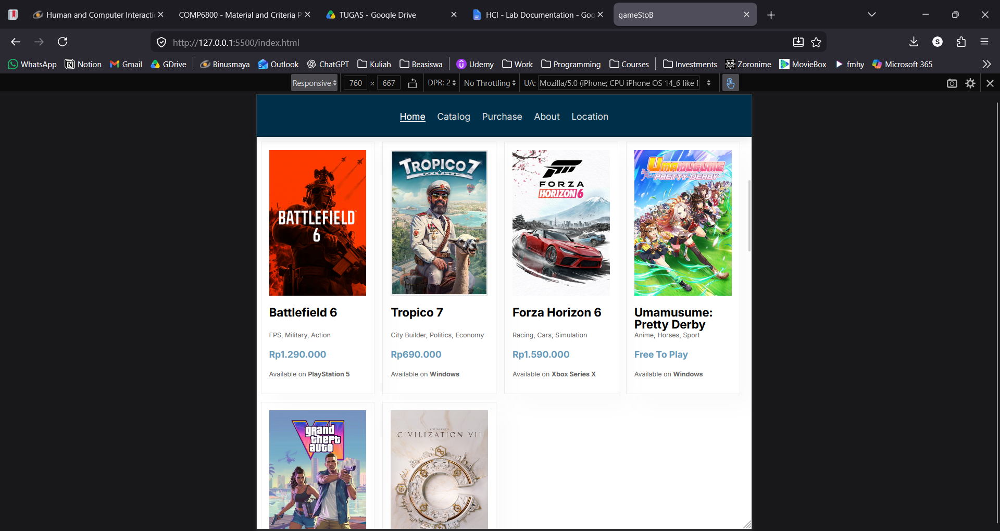 Human and Computer Interacti
COMP6800 - Material and Criteria P
TUGAS - Google Drive
HCI - Lab Documentation - Goo
gameStoB
http://127.0.0.1:5500/index.html
S
WhatsApp
Notion
Gmail
GDrive
Binusmaya
Outlook
ChatGPT
Kuliah
Beasiswa
Udemy
Work
Programming
Courses
Investments
Zoronime
MovieBox
fmhy
Microsoft 365
Responsive
760 × 667
DPR: 2
No Throttling
UA: Mozilla/5.0 (iPhone; CPU iPhone OS 14_6 like
Home Catalog Purchase About Location
BATTLEFIELD
6
Battlefield 6
FPS, Military, Action
Rp1.290.000
Available on PlayStation 5
TROPICO 7
Tropico 7
City Builder, Politics, Economy
Rp690.000
Available on Windows
FORZA
HORIZON 6
Forza Horizon 6
Racing, Cars, Simulation
Rp1.590.000
Available on Xbox Series X
UMAMUSUME
PRETTY DERBY
Umamusume:
Pretty Derby
Anime, Horses, Sport
Free To Play
Available on Windows
grand
theft
auto
VI
SID MEIER'S
CIVILIZATION VII